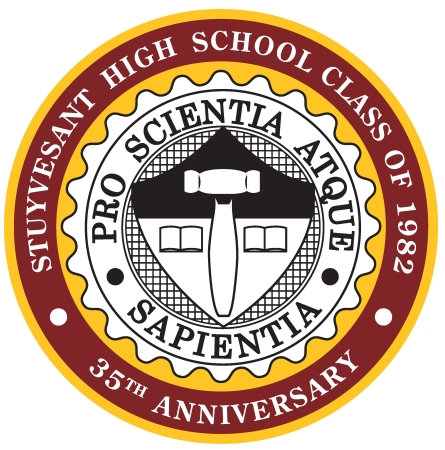 STUYVESANT HIGH SCHOOL CLASS OF 1982
PRO SCIENTIA ATQUE
SAPIENTIA
35TH ANNIVERSARY